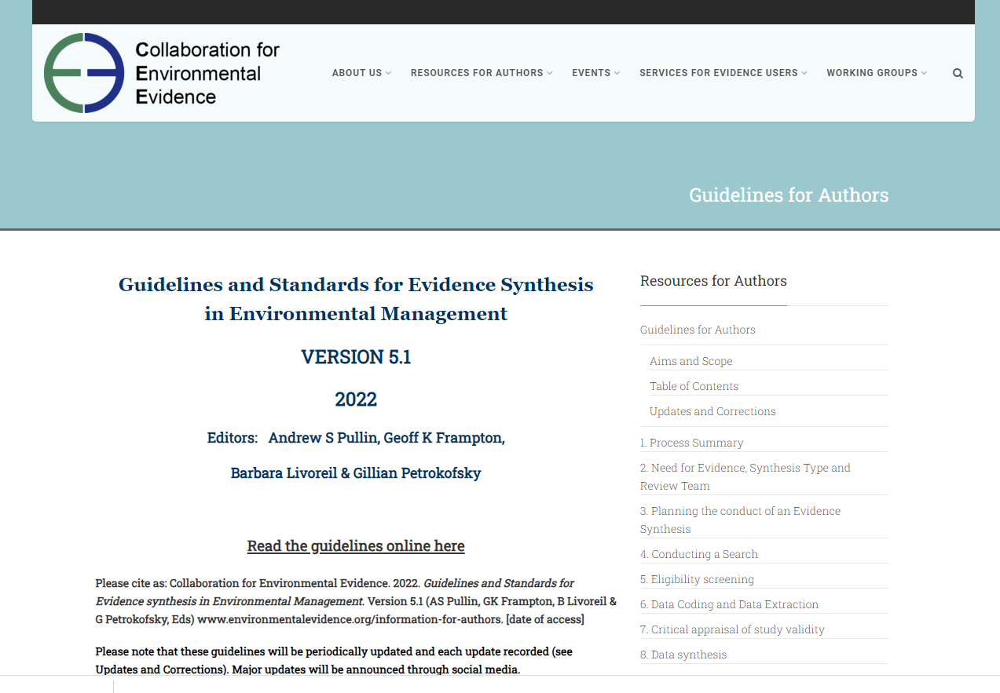 Collaboration for
Environmental
Evidence
ABOUT US
RESOURCES FOR AUTHORS
EVENTS
SERVICES FOR EVIDENCE USERS
WORKING GROUPS
Guidelines for Authors
Guidelines and Standards for Evidence Synthesis
in Environmental Management
VERSION 5.1
2022
Editors: Andrew S Pullin, Geoff K Frampton,
Barbara Livoreil & Gillian Petrokofsky
Read the guidelines online here
Please cite as: Collaboration for Environmental Evidence. 2022. Guidelines and Standards for
Evidence synthesis in Environmental Management. Version 5.1 (AS Pullin, GK Frampton, B Livoreil &
G Petrokofsky, Eds) www.environmentalevidence.org/information-for-authors. [date of access]
Please note that these guidelines will be periodically updated and each update recorded (see
Updates and Corrections). Major updates will be announced through social media.
Resources for Authors
Guidelines for Authors
Aims and Scope
Table of Contents
Updates and Corrections
1. Process Summary
2. Need for Evidence, Synthesis Type and
Review Team
3. Planning the conduct of an Evidence
Synthesis
4. Conducting a Search
5. Eligibility screening
6. Data Coding and Data Extraction
7. Critical appraisal of study validity
8. Data synthesis